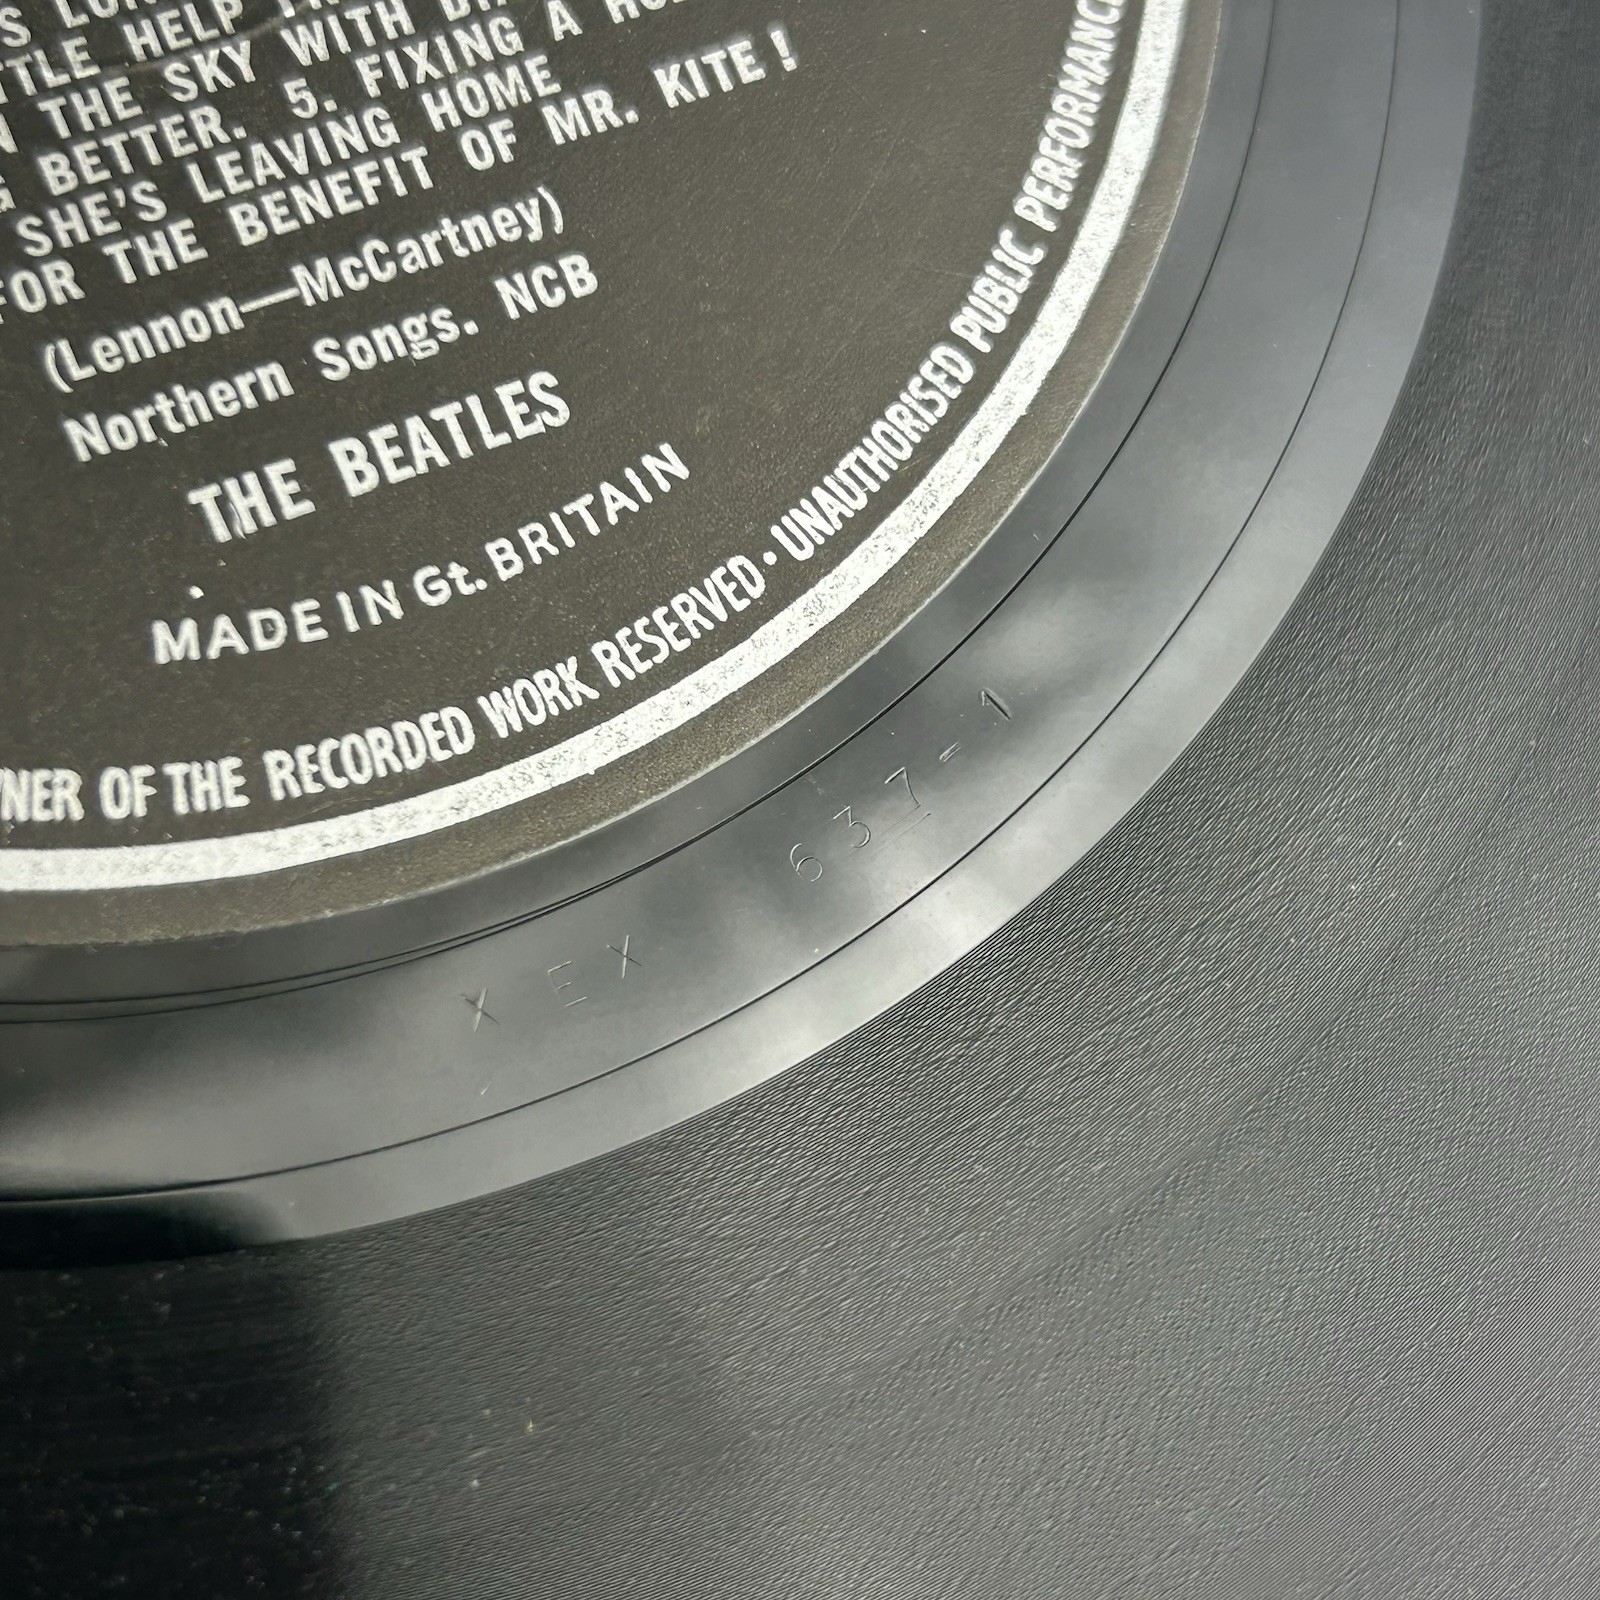 TTLE HELP
THE SKY WITH
BETTER. 5. FIXING A
SHE'S LEAVING HOME
FOR THE BENEFIT OF MR. KITE!
(Lennon—McCartney)
Northern Songs. NCB
THE BEATLES
MADE IN Gt. BRITAIN
NER OF THE RECORDED WORK RESERVED · UNAUTHORISED PUBLIC PERFORMANCE
XEX 637-1